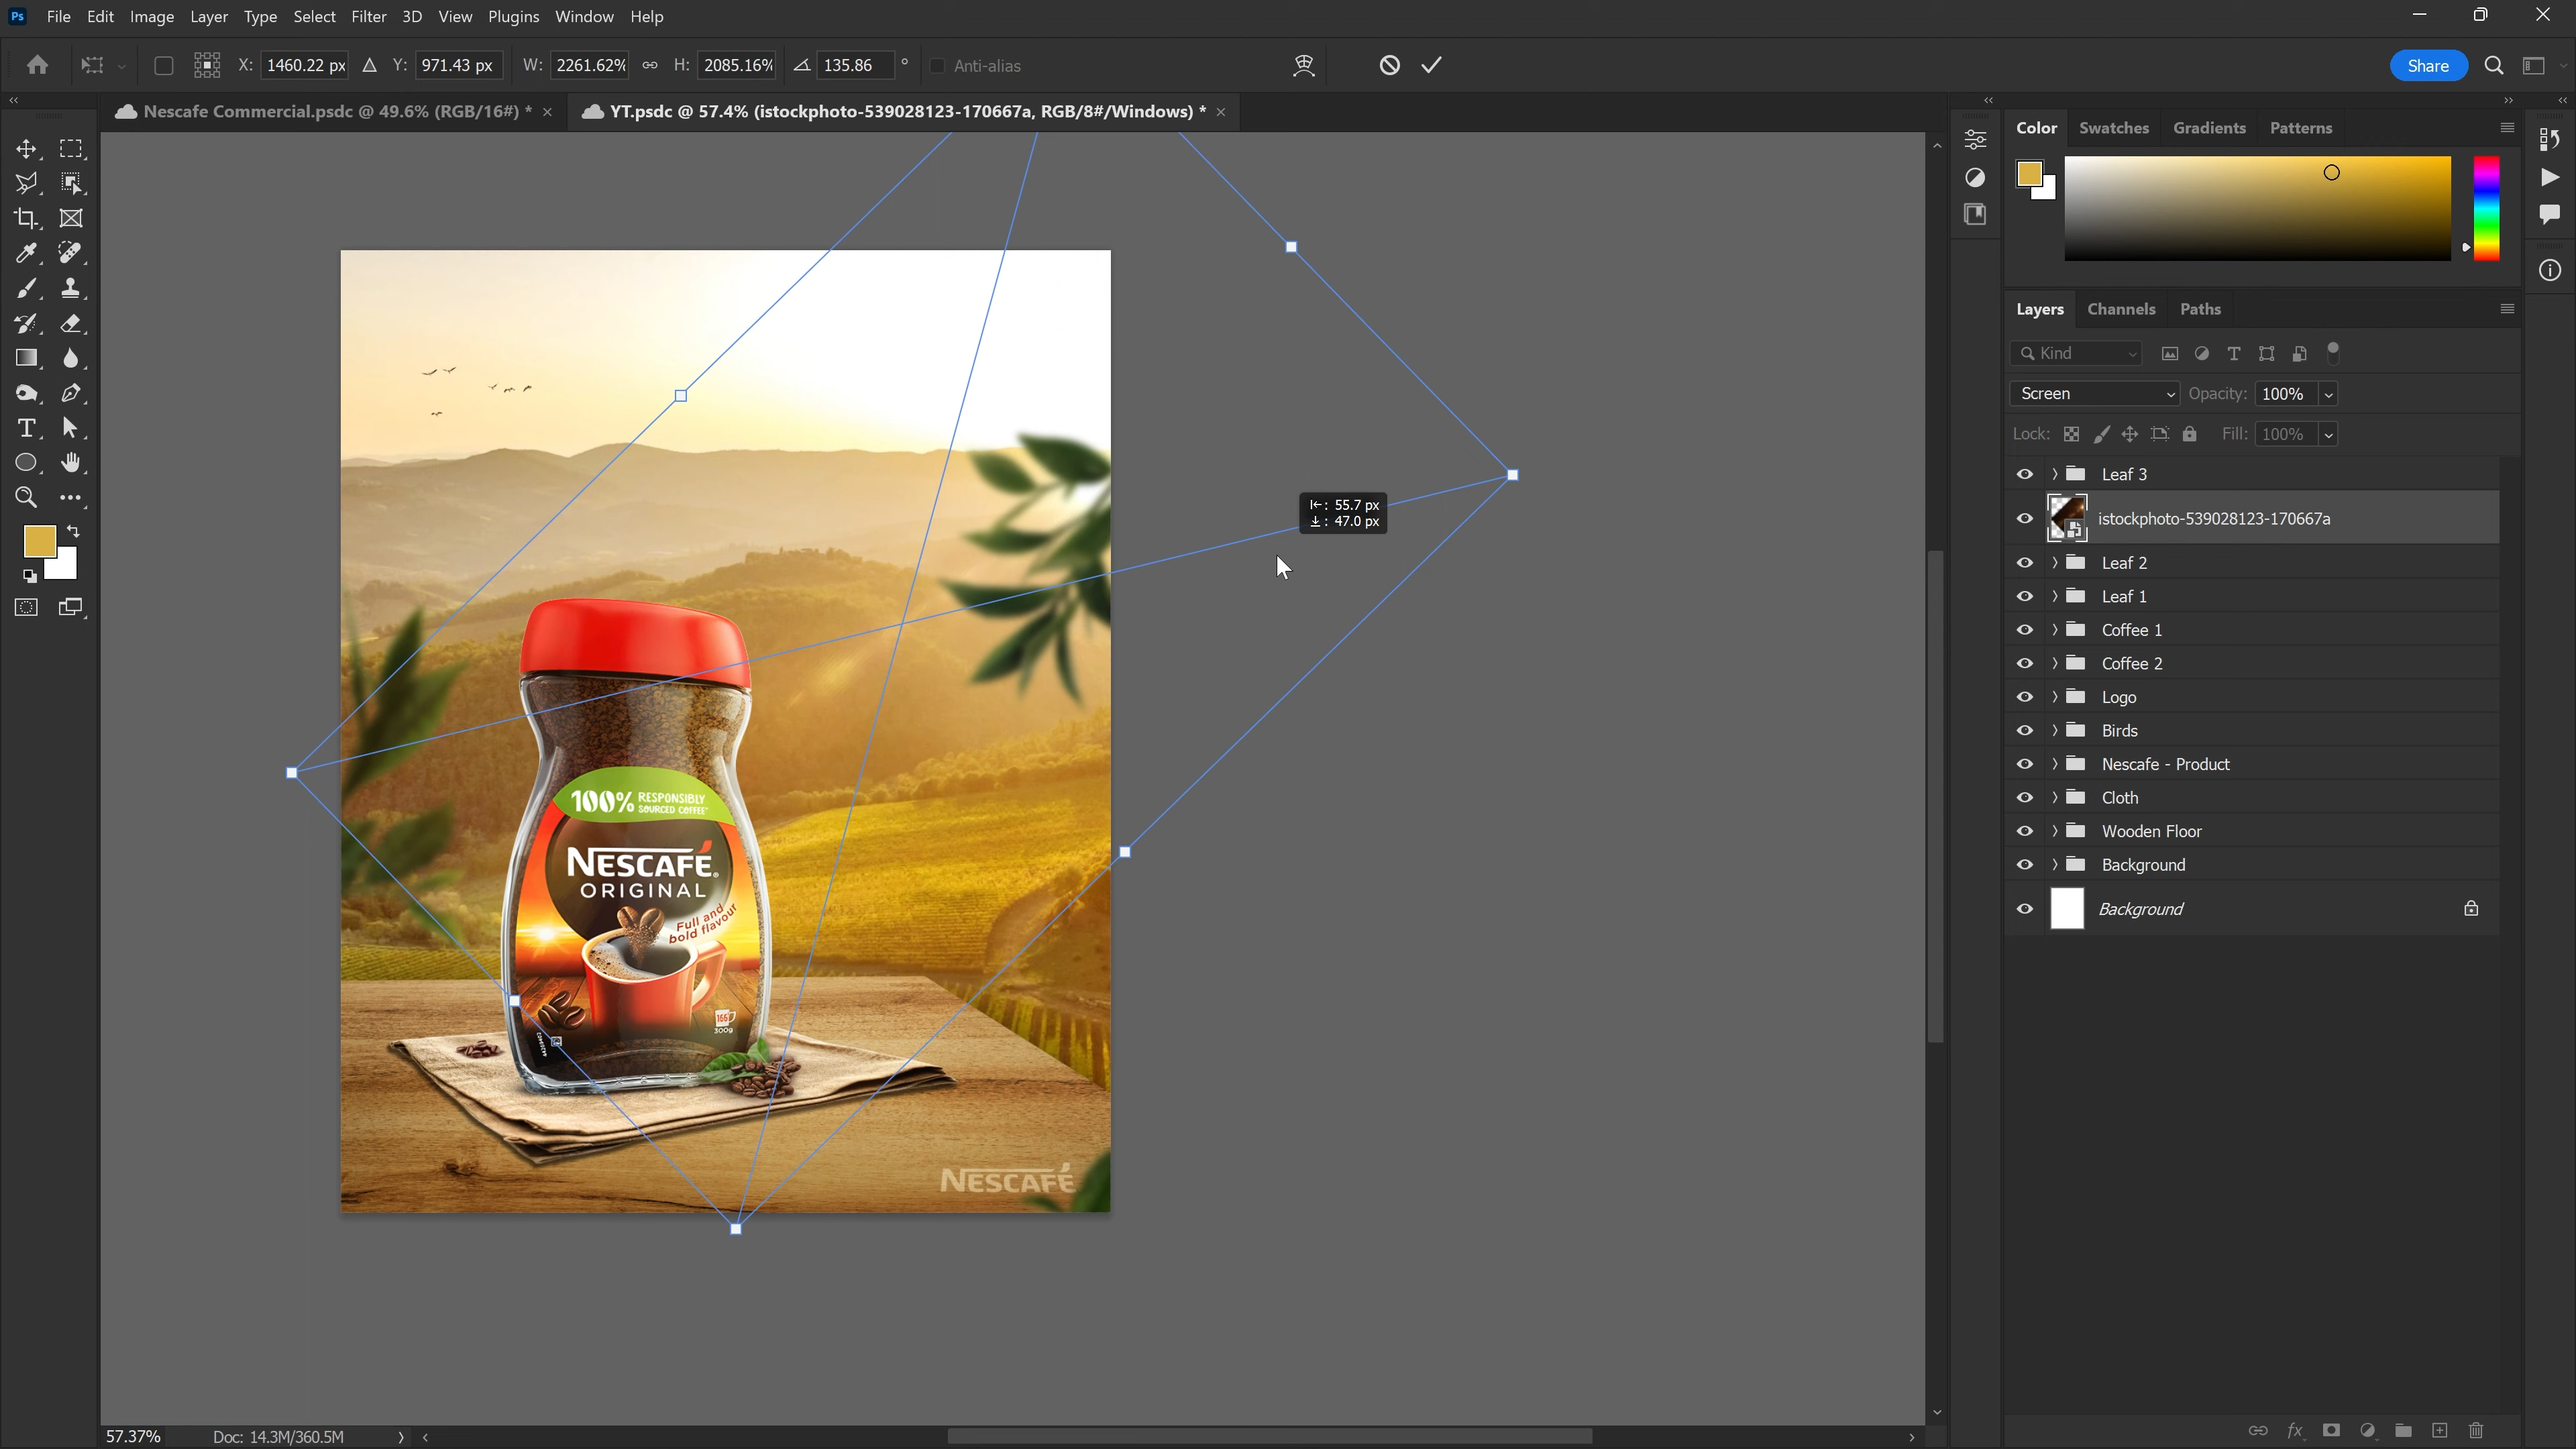 Ps File Edit Image Layer Type Select Filter 3D View Plugins Window Help
X: 1460.22 px Y: 971.43 px W: 2261.62% H: 2085.16% 135.86 ° Anti-alias Share
Nescafe Commercial.psdc @ 49.6% (RGB/16#) * × YT.psdc @ 57.4% (istockphoto-539028123-170667a, RGB/8#/Windows) * ×
Color Swatches Gradients Patterns
Layers Channels Paths
Kind
Screen Opacity: 100%
Lock: Fill: 100%
Leaf 3
istockphoto-539028123-170667a
Leaf 2
Leaf 1
Coffee 1
Coffee 2
Logo
Birds
Nescafe - Product
Cloth
Wooden Floor
Background
Background
: 55.7 px
: 47.0 px
100% RESPONSIBLY
SOURCED COFFEE
NESCAFÉ®
ORIGINAL
Full and
bold flavour
166
300g
NESCAFÉ
57.37% Doc: 14.3M/360.5M
fx